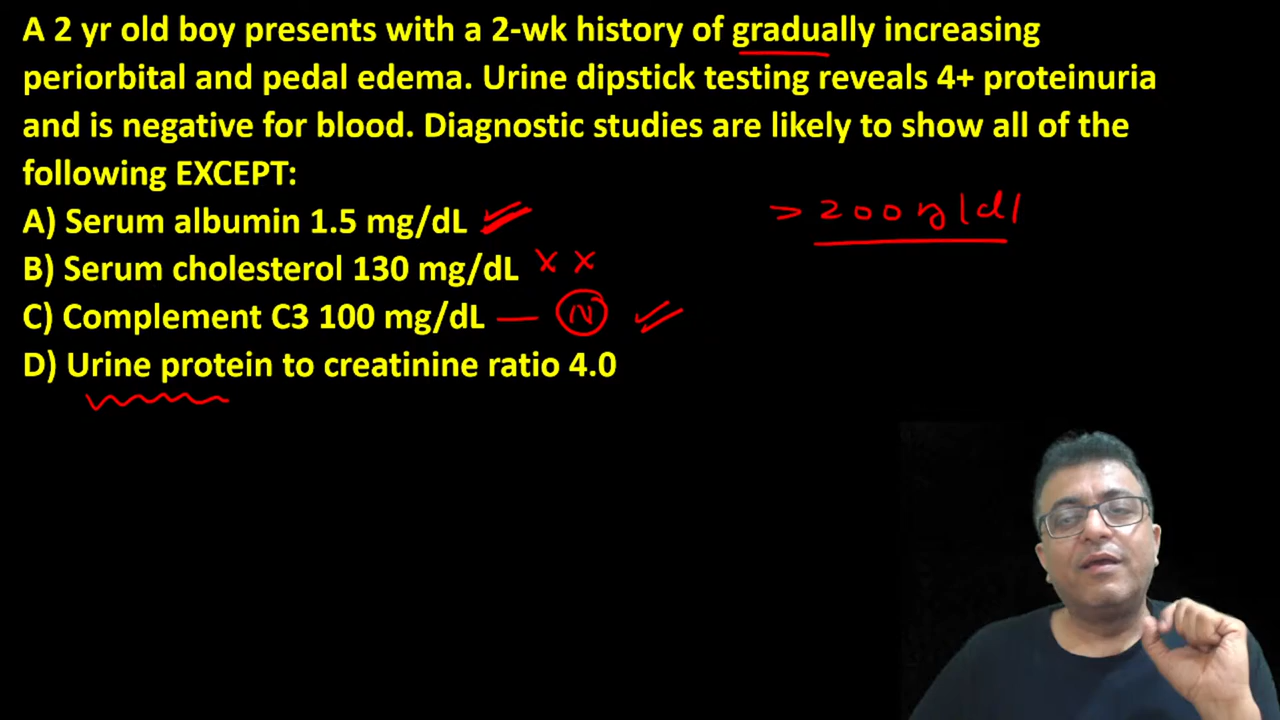 A 2 yr old boy presents with a 2-wk history of gradually increasing
periorbital and pedal edema. Urine dipstick testing reveals 4+ proteinuria
and is negative for blood. Diagnostic studies are likely to show all of the
following EXCEPT:
A) Serum albumin 1.5 mg/dL
> 200 mg/dl
B) Serum cholesterol 130 mg/dL x x
C) Complement C3 100 mg/dL — N
D) Urine protein to creatinine ratio 4.0